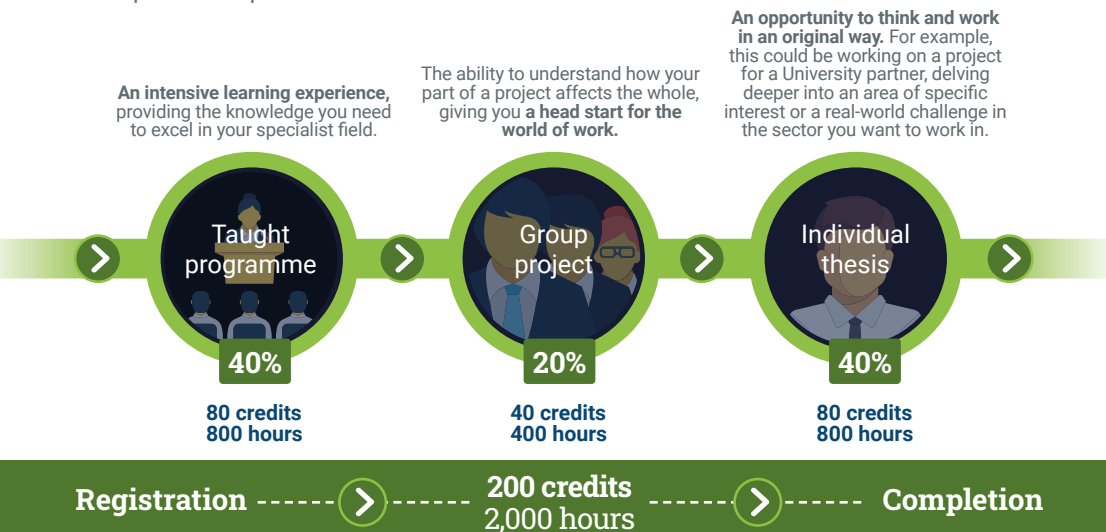 An intensive learning experience,
providing the knowledge you need
to excel in your specialist field.
The ability to understand how your
part of a project affects the whole,
giving you a head start for the
world of work.
An opportunity to think and work
in an original way. For example,
this could be working on a project
for a University partner, delving
deeper into an area of specific
interest or a real-world challenge in
the sector you want to work in.
Taught
programme
40%
80 credits
800 hours
Group
project
20%
40 credits
400 hours
Individual
thesis
40%
80 credits
800 hours
Registration
200 credits
2,000 hours
Completion